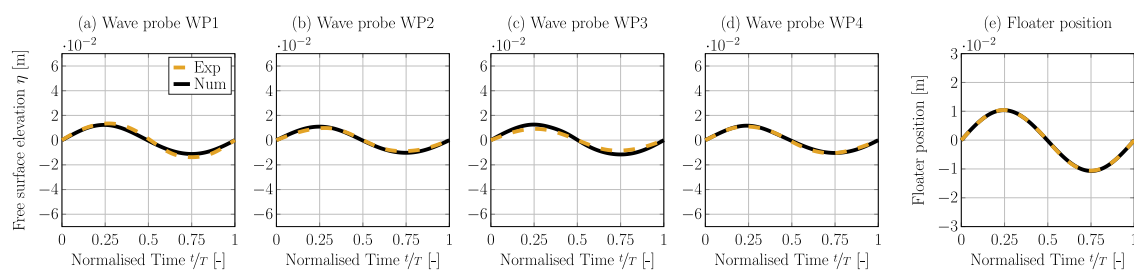 (a) Wave probe WP1
(b) Wave probe WP2
(c) Wave probe WP3
(d) Wave probe WP4
(e) Floater position
·10⁻²
·10⁻²
·10⁻²
·10⁻²
·10⁻²
Free surface elevation η [m]
6
4
2
0
−2
−4
−6
Exp
Num
0 0.25 0.5 0.75 1
Normalised Time t/T [-]
6
4
2
0
−2
−4
−6
0 0.25 0.5 0.75 1
Normalised Time t/T [-]
6
4
2
0
−2
−4
−6
0 0.25 0.5 0.75 1
Normalised Time t/T [-]
6
4
2
0
−2
−4
−6
0 0.25 0.5 0.75 1
Normalised Time t/T [-]
Floater position [m]
3
2
1
0
−1
−2
−3
0 0.25 0.5 0.75 1
Normalised Time t/T [-]